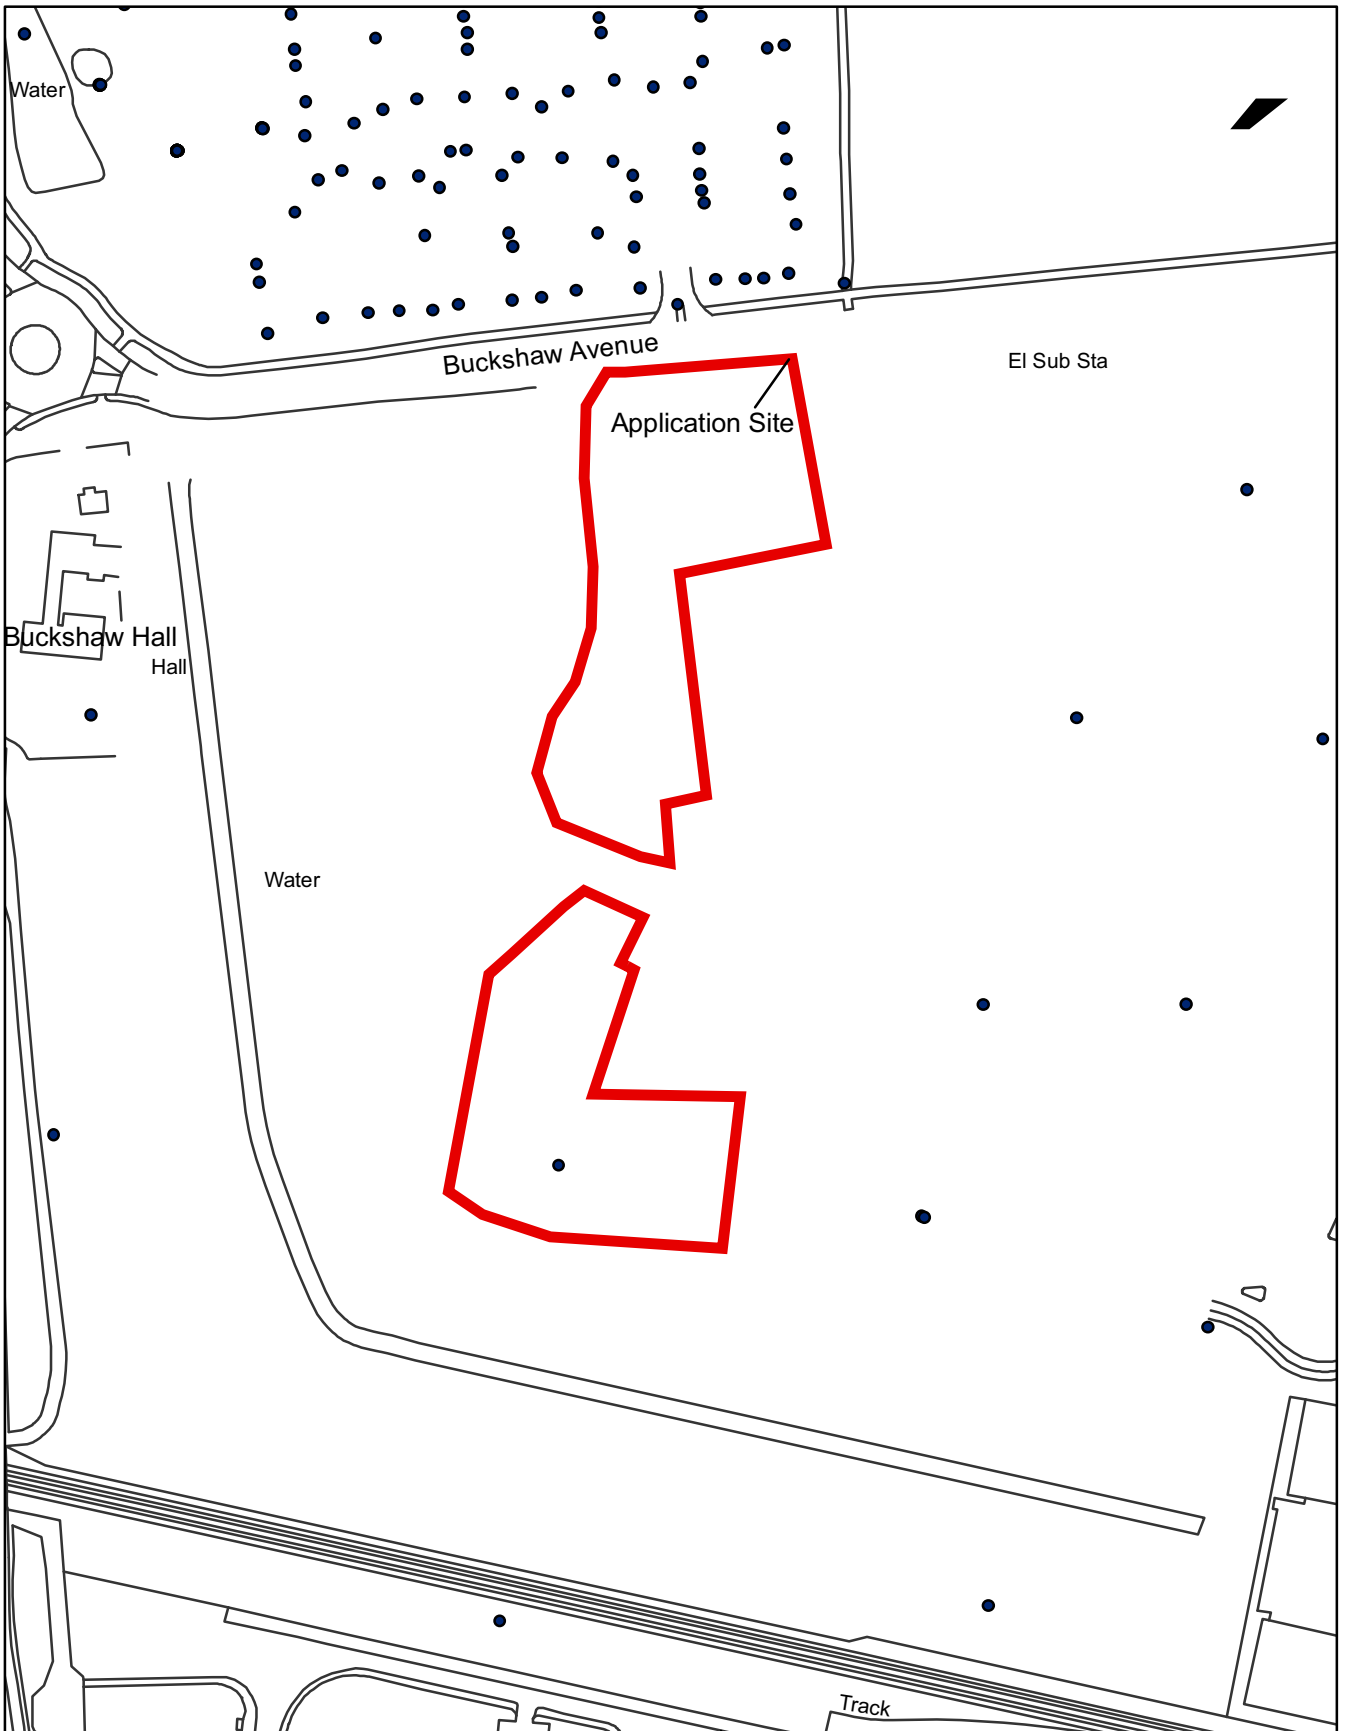 Water
Buckshaw Avenue
El Sub Sta
Application Site
Buckshaw Hall
Hall
Water
Track